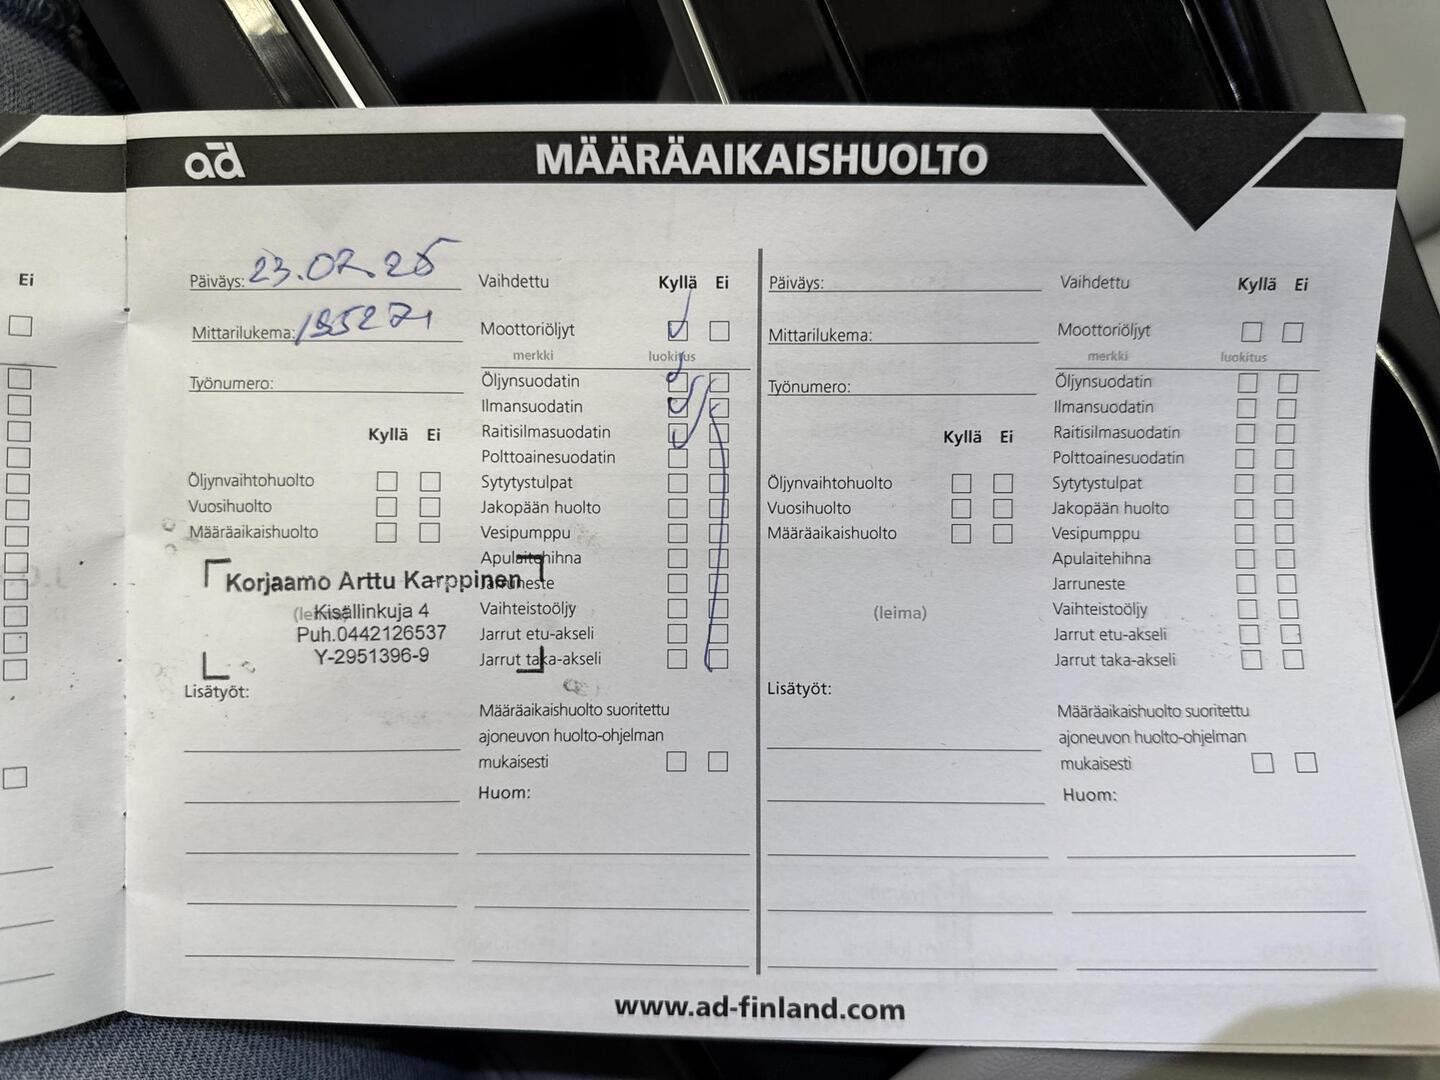 ad
MÄÄRÄAIKAISHUOLTO
Ei
Päiväys: 23.07.25
Mittarilukema: 195271
Työnumero:
Kyllä Ei
Öljynvaihtohuolto
Vuosihuolto
Määräaikaishuolto
Korjaamo Arttu Karppinen
(leima)
Kisällinkuja 4
Puh.0442126537
Y-2951396-9
Lisätyöt:
Vaihdettu Kyllä Ei
Moottoriöljyt
merkki luokitus
Öljynsuodatin
Ilmansuodatin
Raitisilmasuodatin
Polttoainesuodatin
Sytytystulpat
Jakopään huolto
Vesipumppu
Apulaitehihna
Jarruneste
Vaihteistoöljy
Jarrut etu-akseli
Jarrut taka-akseli
Määräaikaishuolto suoritettu
ajoneuvon huolto-ohjelman
mukaisesti
Huom:
Päiväys:
Mittarilukema:
Työnumero:
Kyllä Ei
Öljynvaihtohuolto
Vuosihuolto
Määräaikaishuolto
(leima)
Lisätyöt:
Vaihdettu Kyllä Ei
Moottoriöljyt
merkki luokitus
Öljynsuodatin
Ilmansuodatin
Raitisilmasuodatin
Polttoainesuodatin
Sytytystulpat
Jakopään huolto
Vesipumppu
Apulaitehihna
Jarruneste
Vaihteistoöljy
Jarrut etu-akseli
Jarrut taka-akseli
Määräaikaishuolto suoritettu
ajoneuvon huolto-ohjelman
mukaisesti
Huom:
www.ad-finland.com